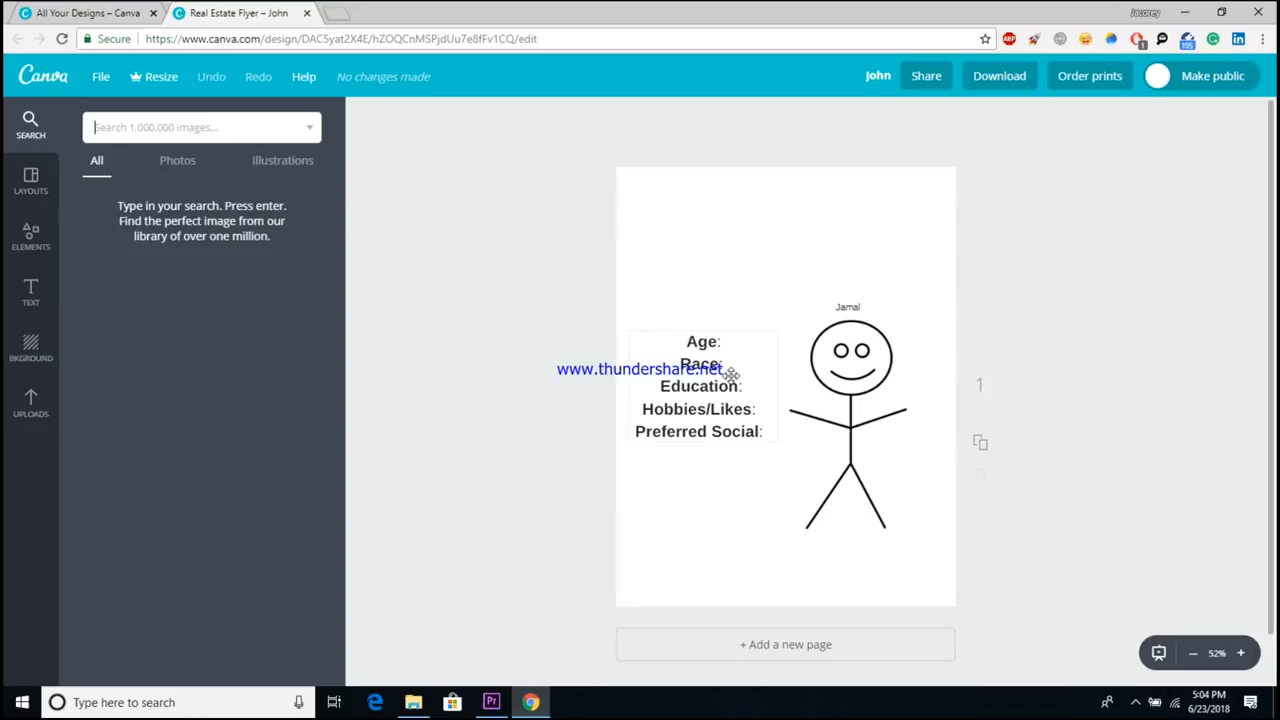 All Your Designs – Canva
Real Estate Flyer – John
Jacorey
Secure
https://www.canva.com/design/DAC5yat2X4E/hZOQCnMSPjdUu7e8fFv1CQ/edit
Canva
File
Resize
Undo
Redo
Help
No changes made
John
Share
Download
Order prints
Make public
SEARCH
LAYOUTS
ELEMENTS
TEXT
BKGROUND
UPLOADS
Search 1,000,000 images...
All
Photos
Illustrations
Type in your search. Press enter.
Find the perfect image from our
library of over one million.
Jamal
Age:
Race:
www.thundershare.net
Education:
Hobbies/Likes:
Preferred Social:
1
+ Add a new page
52%
Type here to search
Pr
5:04 PM
6/23/2018